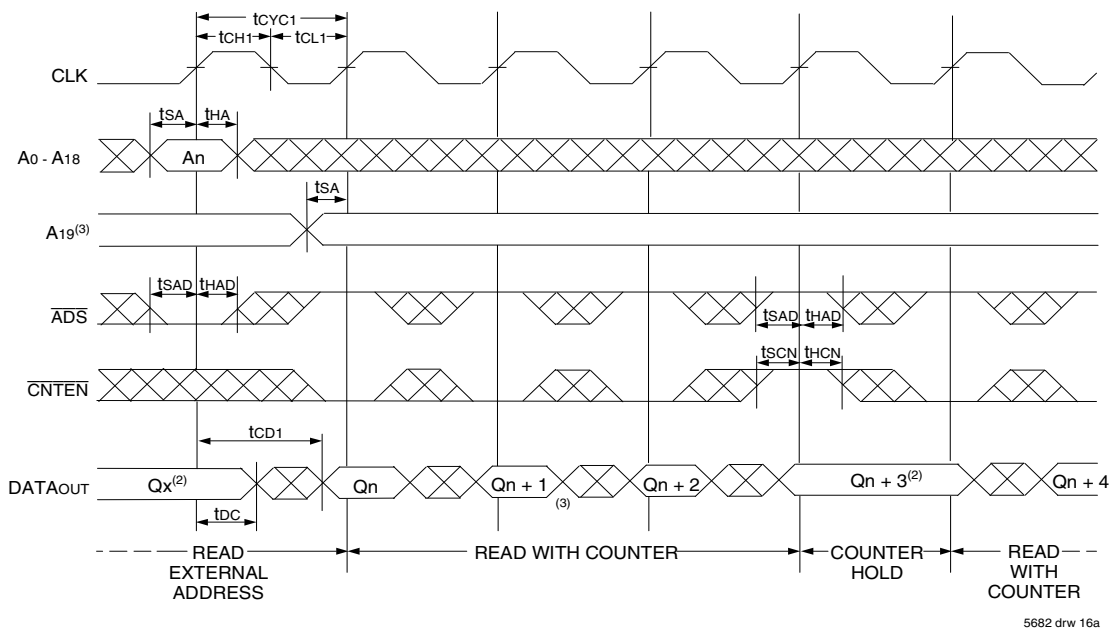 tCYC1
tCH1 tCL1
CLK
tSA tHA
A0 - A18 An
tSA
A19(3)
tSAD tHAD
ADS
tSAD tHAD
tSCN tHCN
CNTEN
tCD1
DATAOUT Qx(2) Qn Qn + 1 (3) Qn + 2 Qn + 3(2) Qn + 4
tDC
READ EXTERNAL ADDRESS
READ WITH COUNTER
COUNTER HOLD
READ WITH COUNTER
5682 drw 16a